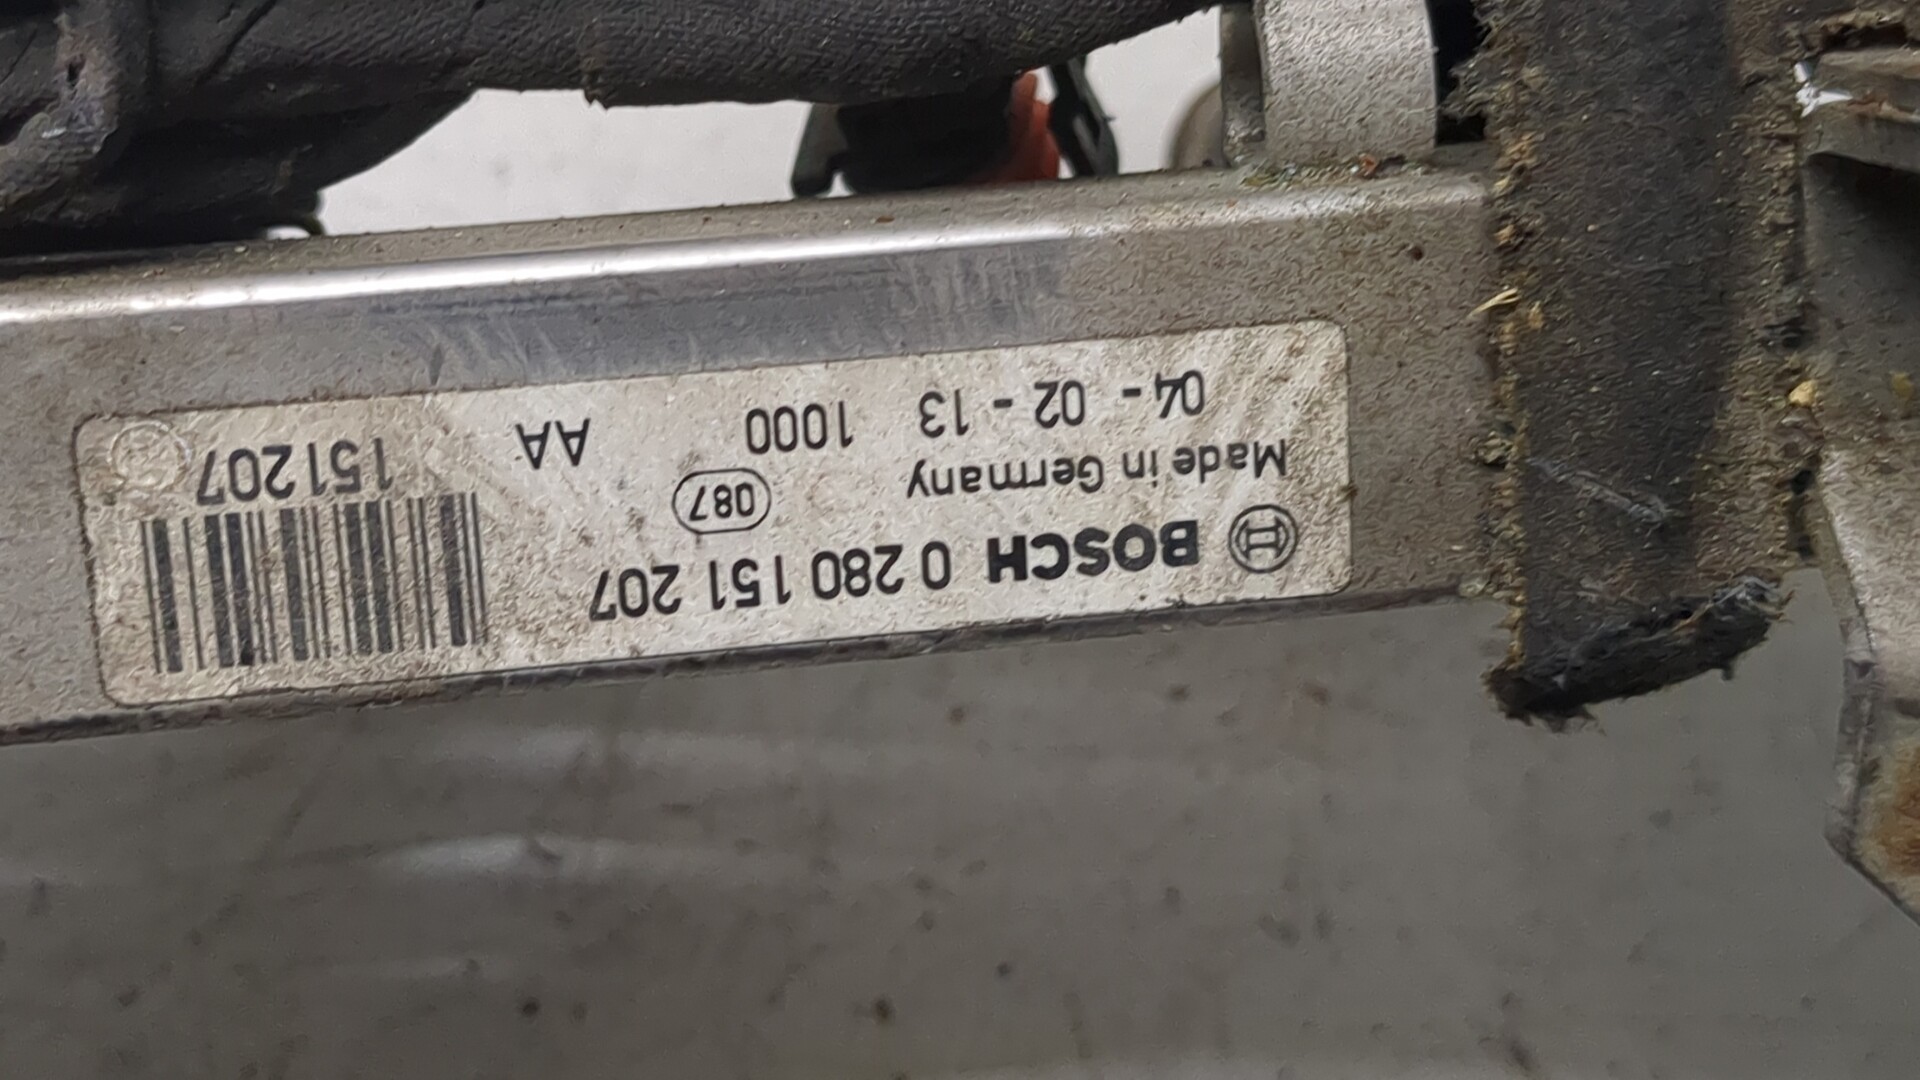 BOSCH 0 280 151 207
Made in Germany 087
04 - 02 - 13 1000 AA 151207